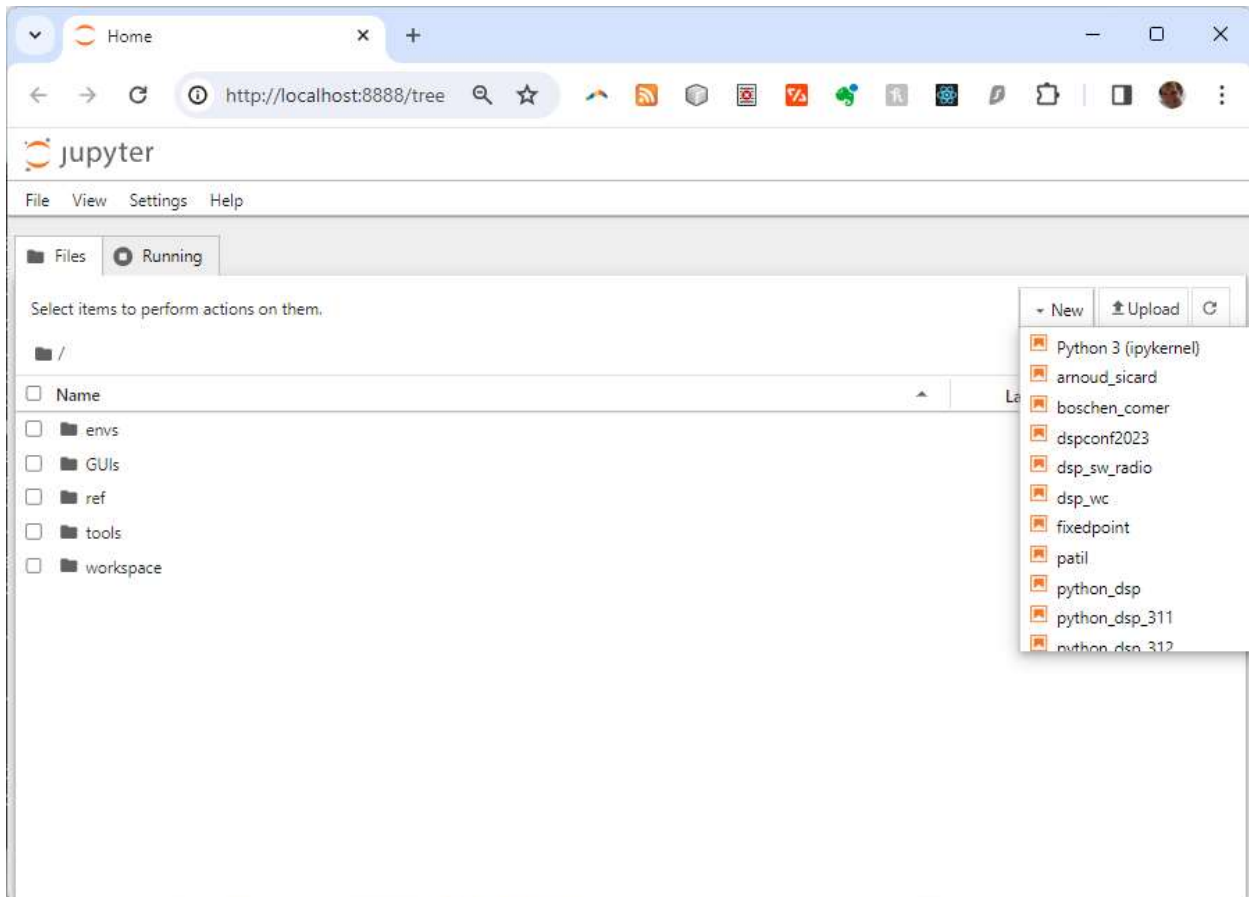 Home
http://localhost:8888/tree
jupyter
File View Settings Help
Files Running
Select items to perform actions on them.
New Upload
/
Python 3 (ipykernel)
Name La
arnoud_sicard
boschen_comer
envs
dspconf2023
GUIs
dsp_sw_radio
ref
dsp_wc
tools
fixedpoint
workspace
patil
python_dsp
python_dsp_311
python_dsp_312